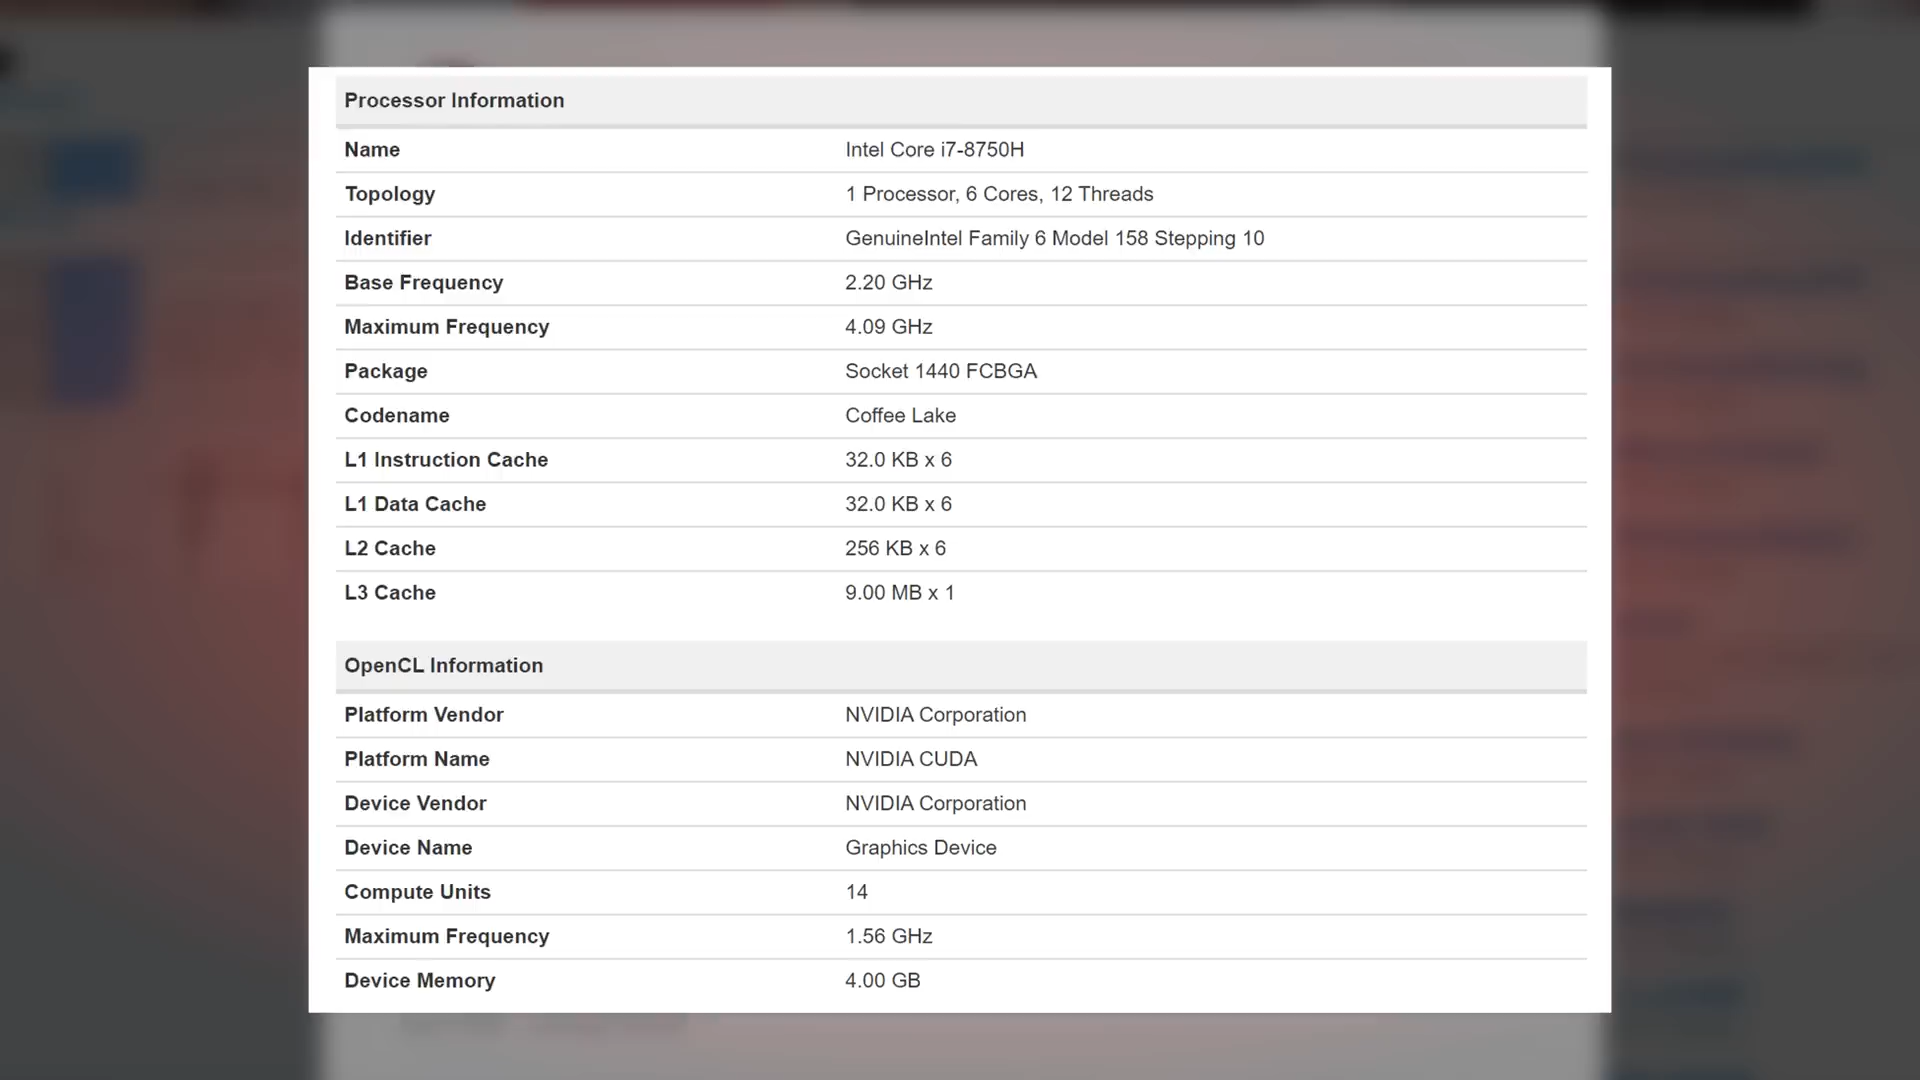 Processor Information
Name Intel Core i7-8750H
Topology 1 Processor, 6 Cores, 12 Threads
Identifier GenuineIntel Family 6 Model 158 Stepping 10
Base Frequency 2.20 GHz
Maximum Frequency 4.09 GHz
Package Socket 1440 FCBGA
Codename Coffee Lake
L1 Instruction Cache 32.0 KB x 6
L1 Data Cache 32.0 KB x 6
L2 Cache 256 KB x 6
L3 Cache 9.00 MB x 1
OpenCL Information
Platform Vendor NVIDIA Corporation
Platform Name NVIDIA CUDA
Device Vendor NVIDIA Corporation
Device Name Graphics Device
Compute Units 14
Maximum Frequency 1.56 GHz
Device Memory 4.00 GB